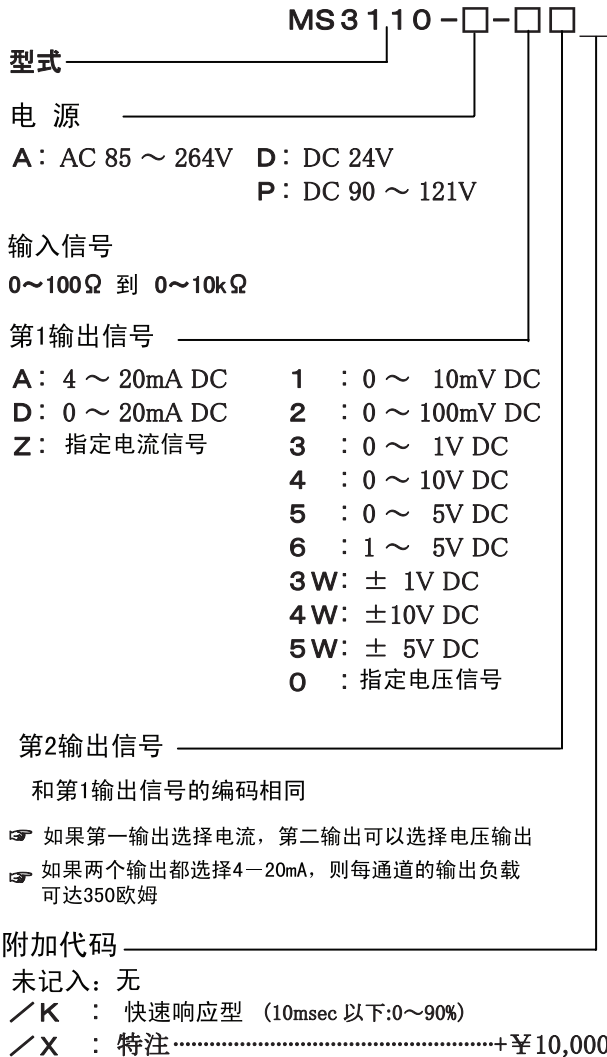 MS3110-□-□□
型式
电 源
A: AC 85 ～ 264V D: DC 24V
P: DC 90 ～ 121V
输入信号
0～100Ω 到 0～10kΩ
第1输出信号
A: 4 ～ 20mA DC 1 : 0 ～ 10mV DC
D: 0 ～ 20mA DC 2 : 0 ～ 100mV DC
Z: 指定电流信号 3 : 0 ～ 1V DC
4 : 0 ～ 10V DC
5 : 0 ～ 5V DC
6 : 1 ～ 5V DC
3W: ± 1V DC
4W: ±10V DC
5W: ± 5V DC
0 : 指定电压信号
第2输出信号
和第1输出信号的编码相同
☞ 如果第一输出选择电流，第二输出可以选择电压输出
☞ 如果两个输出都选择4－20mA，则每通道的输出负载
可达350欧姆
附加代码
未记入：无
／K : 快速响应型 (10msec 以下:0～90%)
／X : 特注……………………………………………+￥10,000